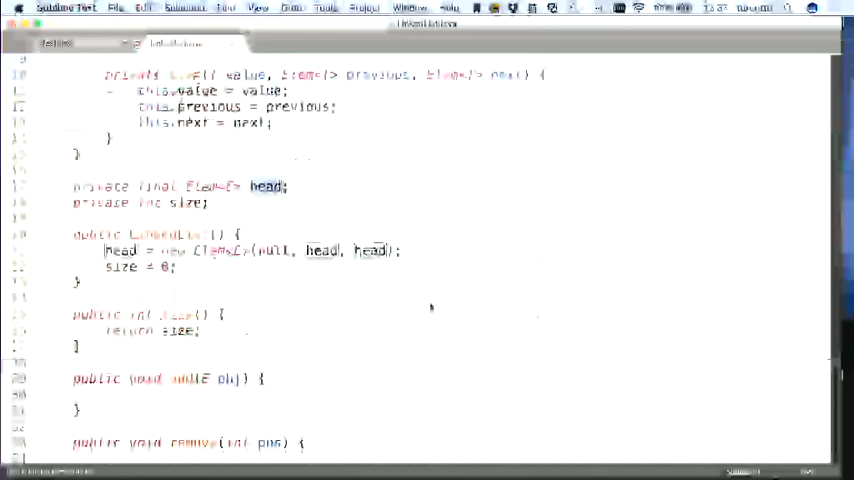 Sublime Text File Edit Selection Find View Goto Tools Project Window Help
private Elem(T value, Elem<T> previous, Elem<T> next) {
this.value = value;
this.previous = previous;
this.next = next;
}
}
private final Elem<E> head;
private int size;
public LinkedList() {
head = new Elem<E>(null, head, head);
size = 0;
}
public int size() {
return size;
}
public void add(E obj) {
}
public void remove(int pos) {